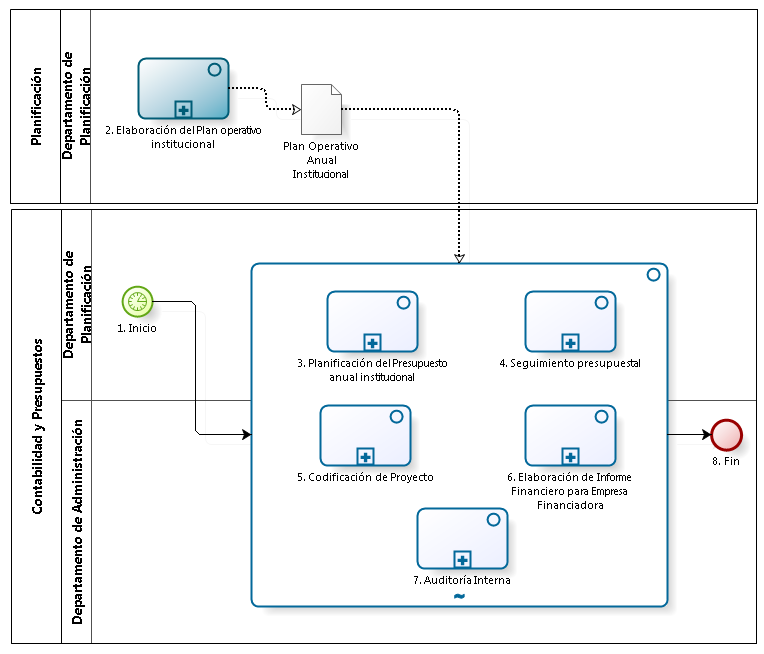 Planificación
Departamento de
Planificación
2. Elaboración del Plan operativo
institucional
Plan Operativo
Anual
Institucional
Contabilidad y Presupuestos
Departamento de
Planificación
1. Inicio
3. Planificación del Presupuesto
anual institucional
4. Seguimiento presupuestal
Departamento de Administración
5. Codificación de Proyecto
6. Elaboración de Informe
Financiero para Empresa
Financiadora
7. Auditoría Interna
8. Fin